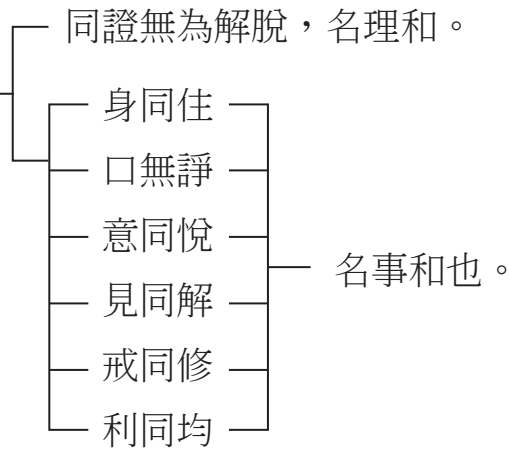 同證無為解脫，名理和。
身同住
口無諍
意同悅
見同解
戒同修
利同均
名事和也。